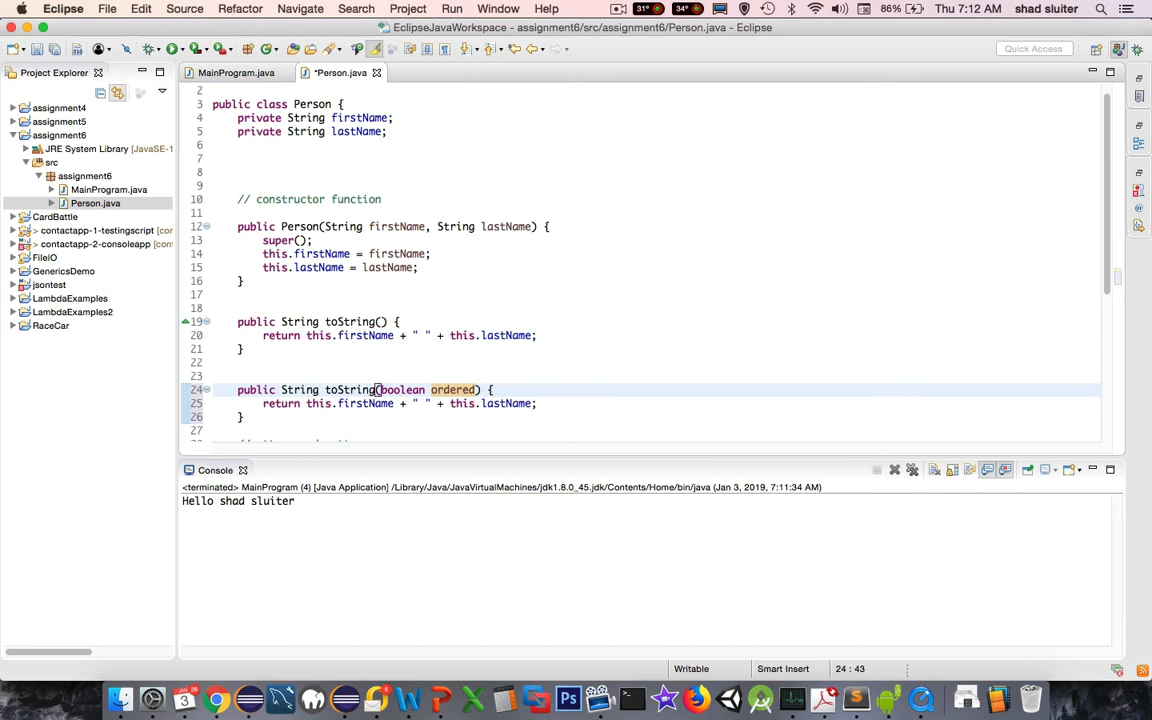 Eclipse File Edit Source Refactor Navigate Search Project Run Window Help 31° 34° 86% Thu 7:12 AM shad sluiter
EclipseJavaWorkspace - assignment6/src/assignment6/Person.java - Eclipse
Quick Access
Project Explorer
MainProgram.java
*Person.java
assignment4
assignment5
assignment6
JRE System Library [JavaSE-1
src
assignment6
MainProgram.java
Person.java
CardBattle
> contactapp-1-testingscript [cor
> contactapp-2-consoleapp [cont
FileIO
GenericsDemo
jsontest
LambdaExamples
LambdaExamples2
RaceCar
2
3 public class Person {
4 private String firstName;
5 private String lastName;
6
7
8
9
10 // constructor function
11
12 public Person(String firstName, String lastName) {
13 super();
14 this.firstName = firstName;
15 this.lastName = lastName;
16 }
17
18
19 public String toString() {
20 return this.firstName + " " + this.lastName;
21 }
22
23
24 public String toString(boolean ordered) {
25 return this.firstName + " " + this.lastName;
26 }
27
Console
<terminated> MainProgram (4) [Java Application] /Library/Java/JavaVirtualMachines/jdk1.8.0_45.jdk/Contents/Home/bin/java (Jan 3, 2019, 7:11:34 AM)
Hello shad sluiter
Writable Smart Insert 24 : 43